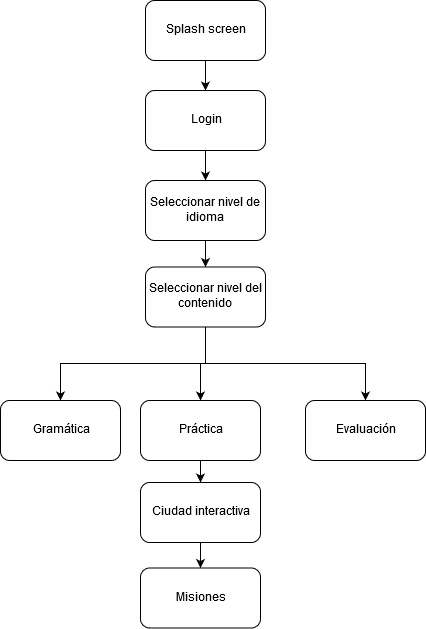 Splash screen
Login
Seleccionar nivel de
idioma
Seleccionar nivel del
contenido
Gramática
Práctica
Evaluación
Ciudad interactiva
Misiones